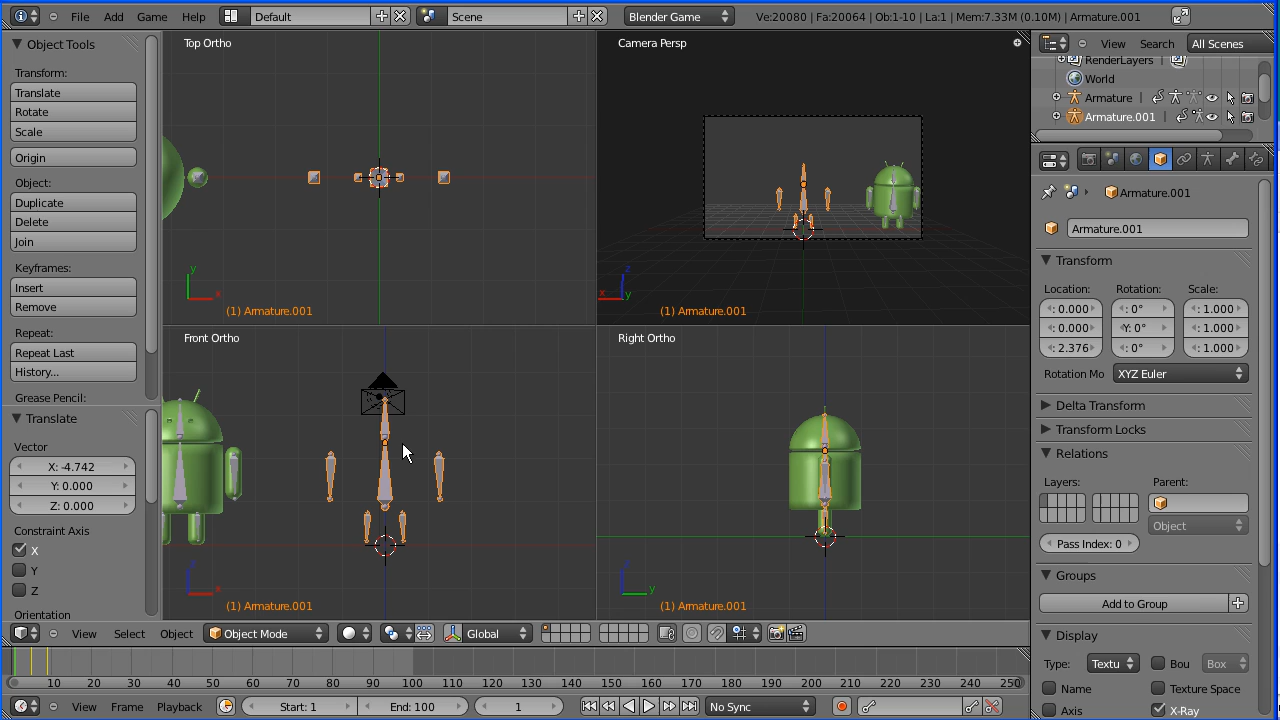 File Add Game Help Default Scene Blender Game Ve:20080 | Fa:20064 | Ob:1-10 | La:1 | Mem:7.33M (0.10M) | Armature.001
Object Tools
Transform:
Translate
Rotate
Scale
Origin
Object:
Duplicate
Delete
Join
Keyframes:
Insert
Remove
Repeat:
Repeat Last
History...
Grease Pencil:
Translate
Vector
X: -4.742
Y: 0.000
Z: 0.000
Constraint Axis
X
Y
Z
Orientation
Top Ortho
y
x
(1) Armature.001
Camera Persp
z
x
y
(1) Armature.001
Front Ortho
z
x
(1) Armature.001
Right Ortho
z
y
(1) Armature.001
View Select Object Object Mode Global
10 20 30 40 50 60 70 80 90 100 110 120 130 140 150 160 170 180 190 200 210 220 230 240 250
View Frame Playback Start: 1 End: 100 1 No Sync
View Search All Scenes
RenderLayers |
World
Armature |
Armature.001 |
Armature.001
Armature.001
Transform
Location: Rotation: Scale:
: 0.000 : 0° : 1.000
: 0.000 Y: 0° : 1.000
: 2.376 : 0° : 1.000
Rotation Mo XYZ Euler
Delta Transform
Transform Locks
Relations
Layers: Parent:
Object
Pass Index: 0
Groups
Add to Group
Display
Type: Textu Bou Box
Name Texture Space
Axis X-Ray